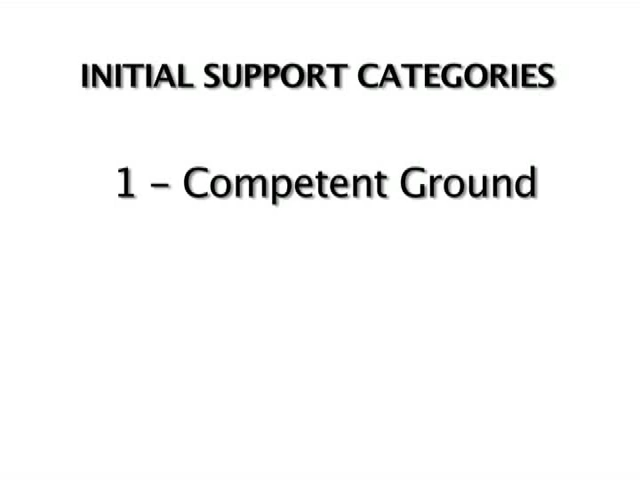 INITIAL SUPPORT CATEGORIES
1 – Competent Ground